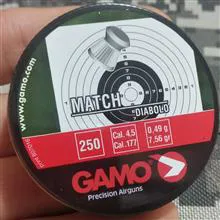 www.gamo.com
MATCH
DIABOLO
250
Cal. 4,5
Cal. .177
0,49 g
7,56 gr
GAMO
Precision Airguns